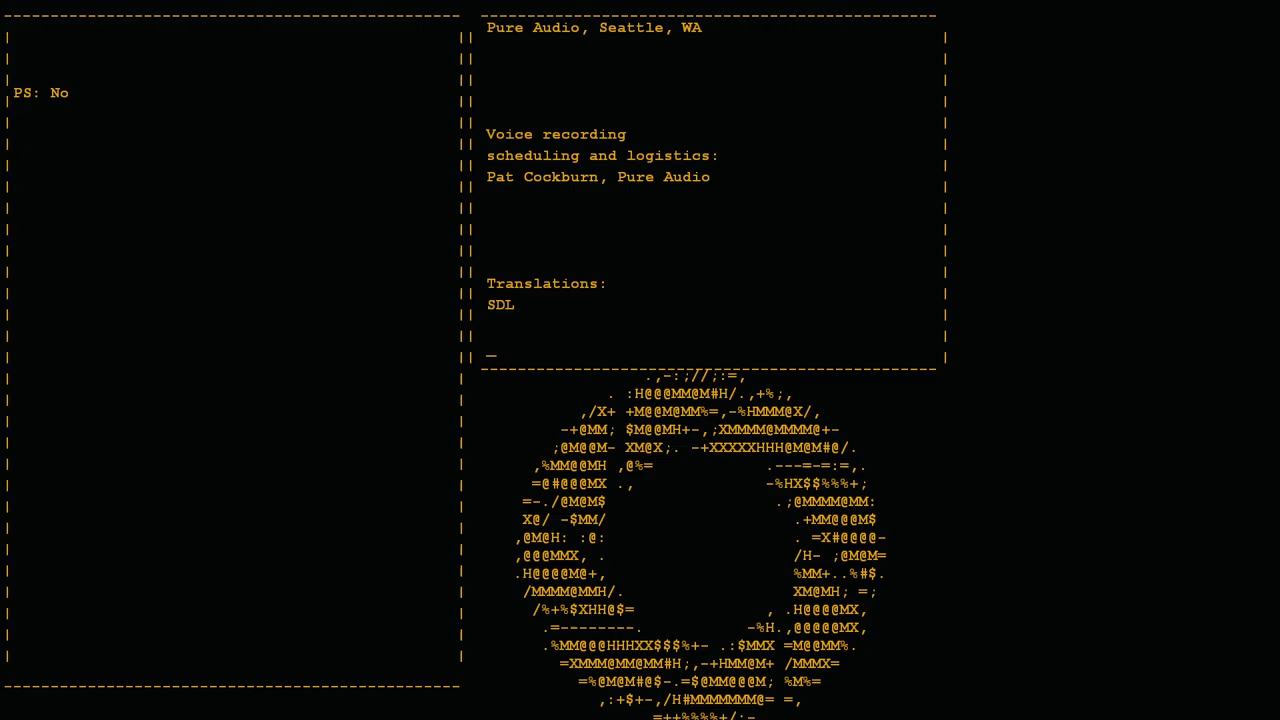 PS: No
Pure Audio, Seattle, WA
Voice recording
scheduling and logistics:
Pat Cockburn, Pure Audio
Translations:
SDL
_